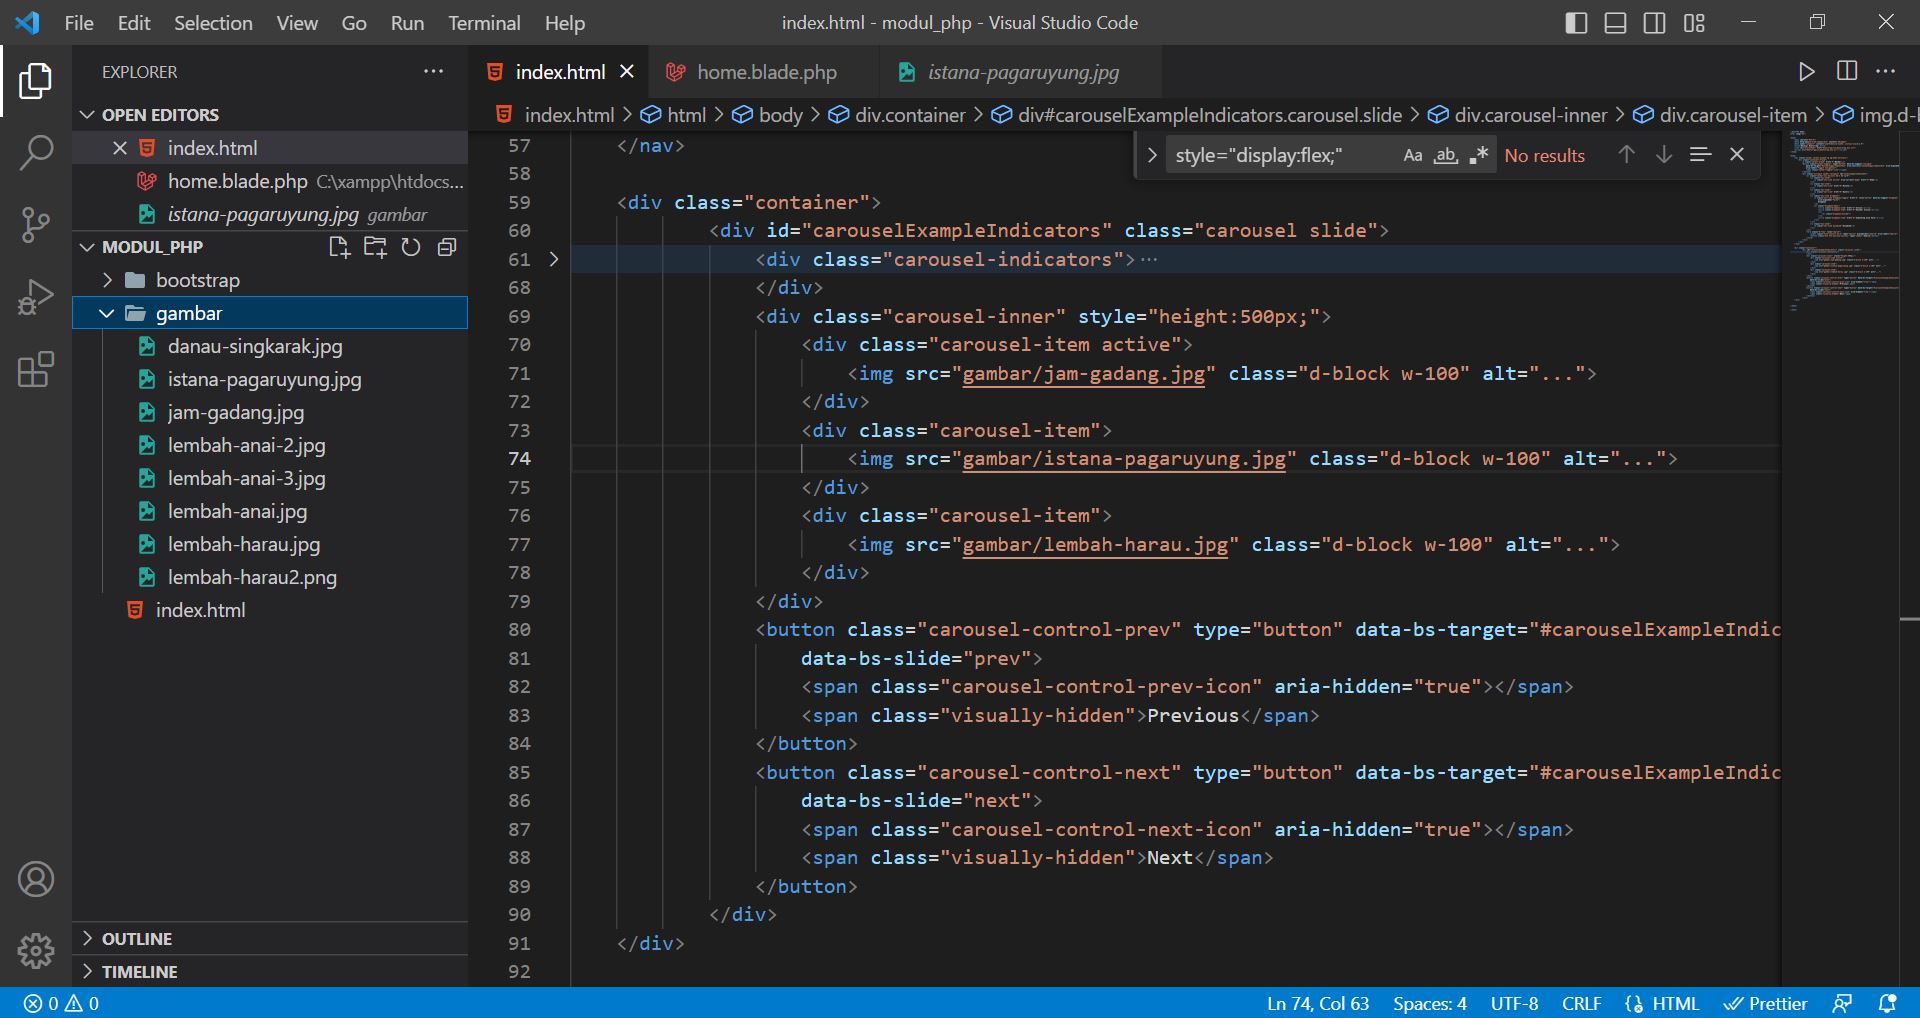 File Edit Selection View Go Run Terminal Help
index.html - modul_php - Visual Studio Code
EXPLORER
OPEN EDITORS
index.html
home.blade.php C:\xampp\htdocs...
istana-pagaruyung.jpg gambar
MODUL_PHP
bootstrap
gambar
danau-singkarak.jpg
istana-pagaruyung.jpg
jam-gadang.jpg
lembah-anai-2.jpg
lembah-anai-3.jpg
lembah-anai.jpg
lembah-harau.jpg
lembah-harau2.png
index.html
OUTLINE
TIMELINE
index.html home.blade.php istana-pagaruyung.jpg
index.html > html > body > div.container > div#carouselExampleIndicators.carousel.slide > div.carousel-inner > div.carousel-item > img.d-b
style="display:flex;" Aa ab, .* No results
57 </nav>
58
59 <div class="container">
60 <div id="carouselExampleIndicators" class="carousel slide">
61 <div class="carousel-indicators">...
68 </div>
69 <div class="carousel-inner" style="height:500px;">
70 <div class="carousel-item active">
71 <img src="gambar/jam-gadang.jpg" class="d-block w-100" alt="...">
72 </div>
73 <div class="carousel-item">
74 <img src="gambar/istana-pagaruyung.jpg" class="d-block w-100" alt="...">
75 </div>
76 <div class="carousel-item">
77 <img src="gambar/lembah-harau.jpg" class="d-block w-100" alt="...">
78 </div>
79 </div>
80 <button class="carousel-control-prev" type="button" data-bs-target="#carouselExampleIndic
81 data-bs-slide="prev">
82 <span class="carousel-control-prev-icon" aria-hidden="true"></span>
83 <span class="visually-hidden">Previous</span>
84 </button>
85 <button class="carousel-control-next" type="button" data-bs-target="#carouselExampleIndic
86 data-bs-slide="next">
87 <span class="carousel-control-next-icon" aria-hidden="true"></span>
88 <span class="visually-hidden">Next</span>
89 </button>
90 </div>
91 </div>
92
0 0 Ln 74, Col 63 Spaces: 4 UTF-8 CRLF HTML Prettier